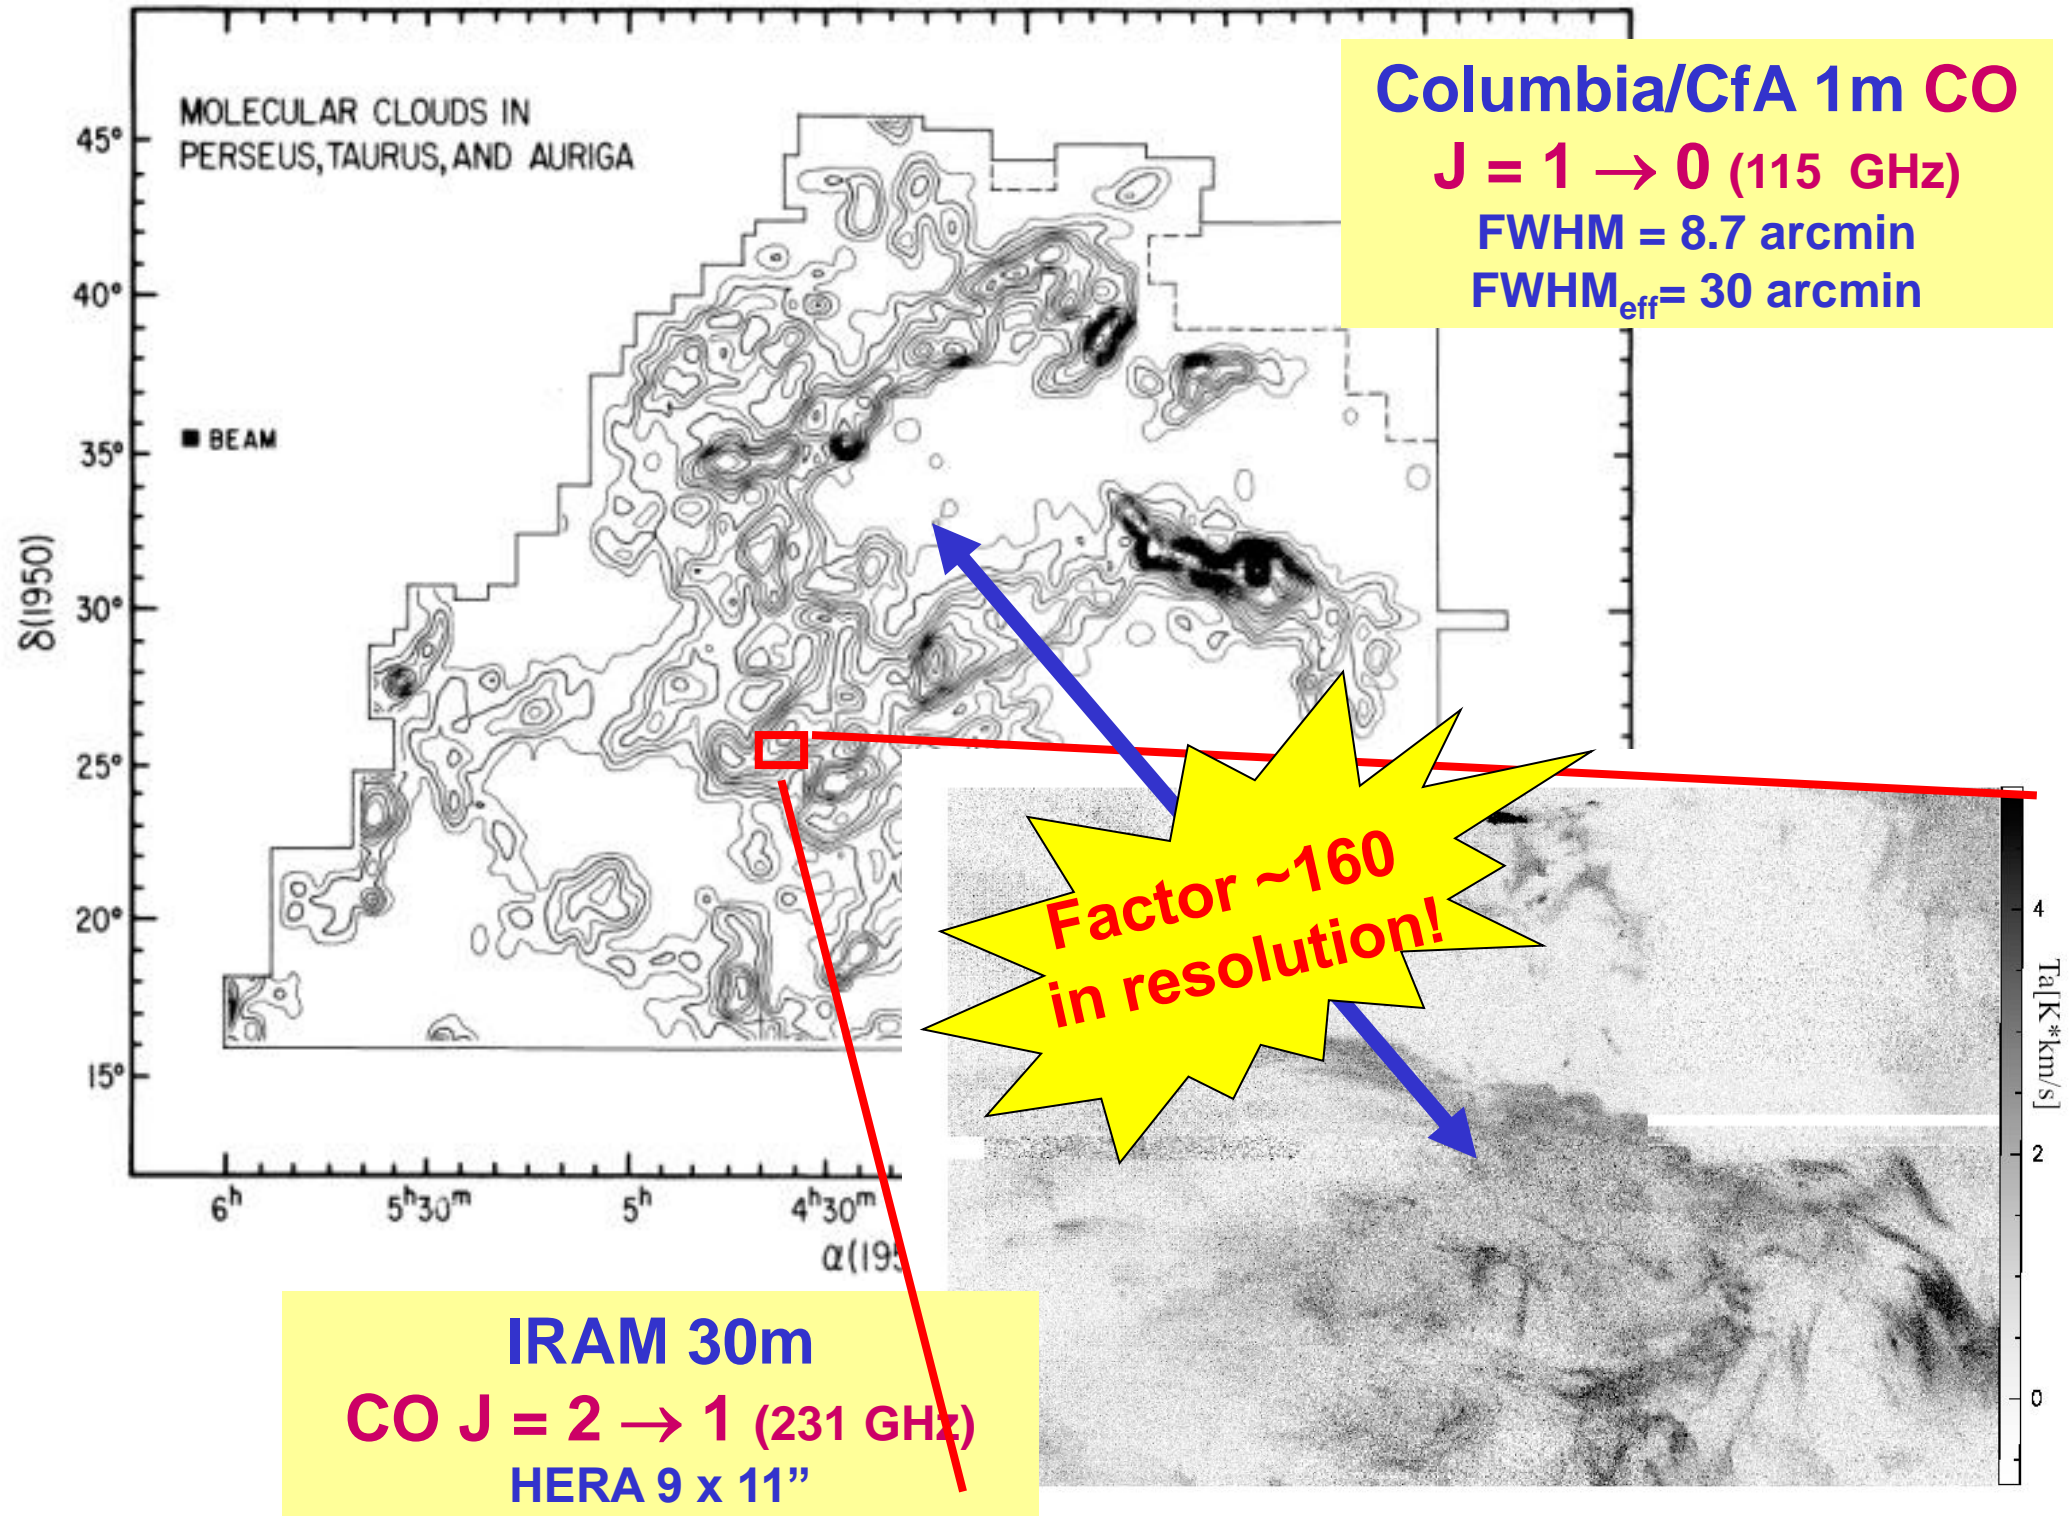 MOLECULAR CLOUDS IN
PERSEUS, TAURUS, AND AURIGA
Columbia/CfA 1m CO
J = 1 → 0 (115 GHz)
FWHM = 8.7 arcmin
FWHMeff= 30 arcmin
45°
40°
35°
30°
25°
20°
15°
BEAM
δ(1950)
Factor ~160
in resolution!
4
2
0
Ta[K*km/s]
6h
5h30m
5h
4h30m
α(195
IRAM 30m
CO J = 2 → 1 (231 GHz)
HERA 9 x 11”